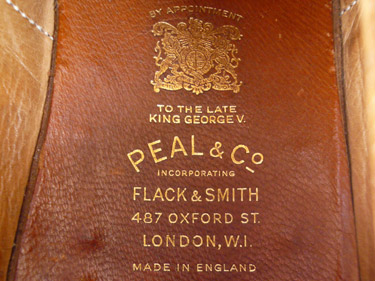 BY APPOINTMENT
TO THE LATE
KING GEORGE V.
PEAL & Co
INCORPORATING
FLACK & SMITH
487 OXFORD ST.
LONDON, W.1.
MADE IN ENGLAND